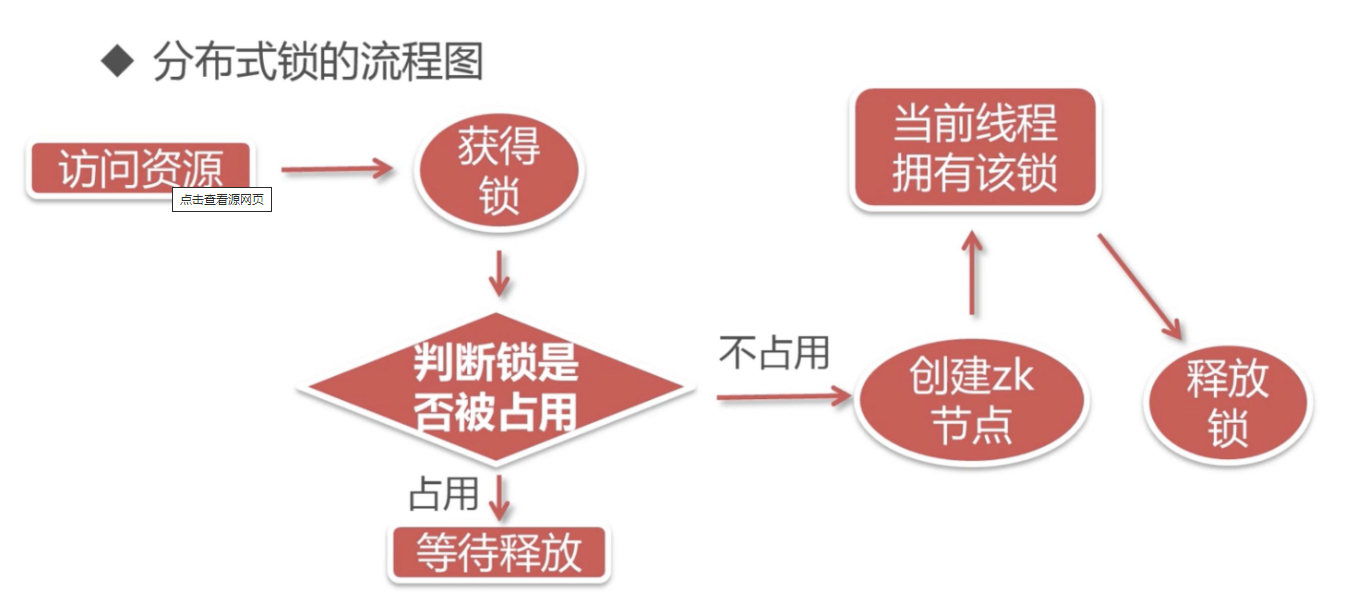 ◆ 分布式锁的流程图
访问资源
点击查看源网页
获得
锁
判断锁是
否被占用
占用
等待释放
不占用
创建zk
节点
当前线程
拥有该锁
释放
锁